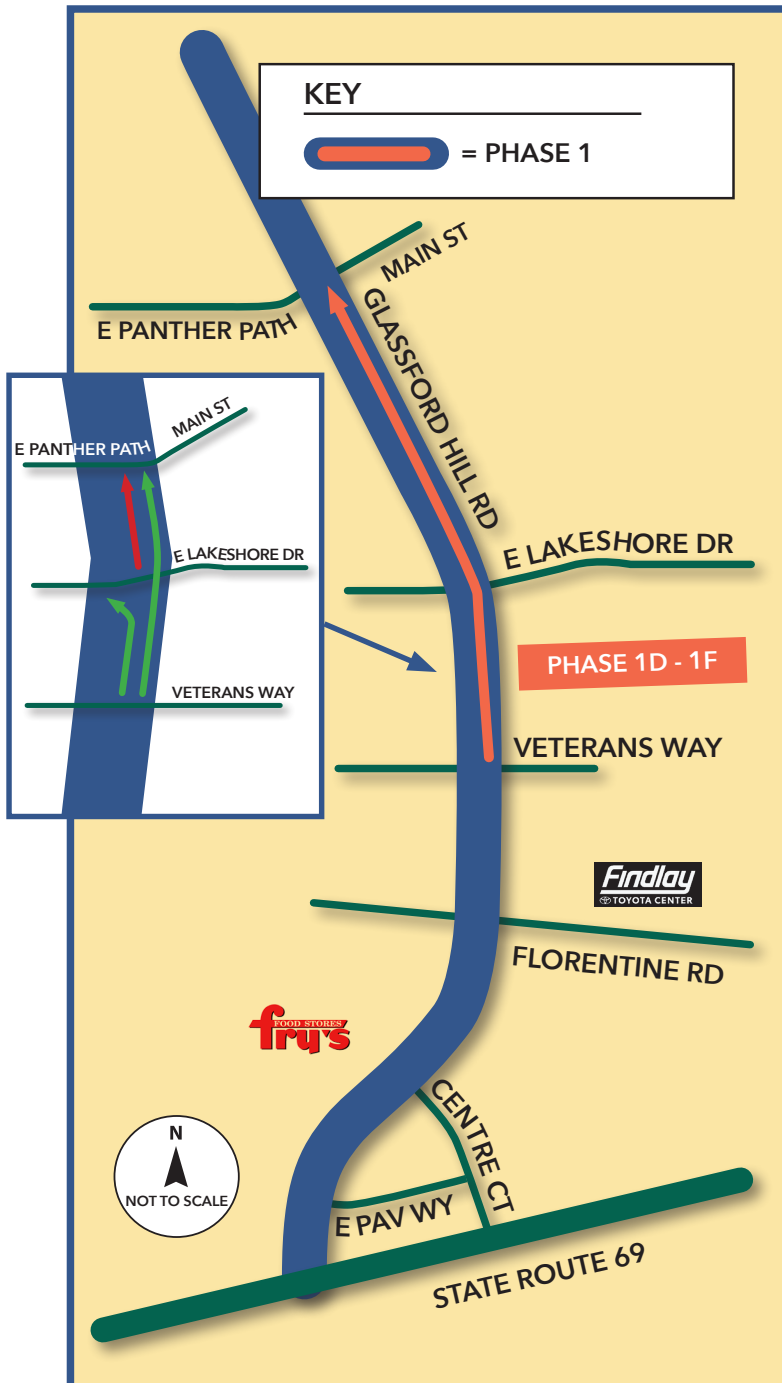 KEY
= PHASE 1
MAIN ST
E PANTHER PATH
GLASSFORD HILL RD
MAIN ST
E PANTHER PATH
E LAKESHORE DR
VETERANS WAY
E LAKESHORE DR
PHASE 1D - 1F
VETERANS WAY
Findlay
TOYOTA CENTER
FLORENTINE RD
FOOD STORES
fry's
CENTRE CT
N
NOT TO SCALE
E PAV WY
STATE ROUTE 69